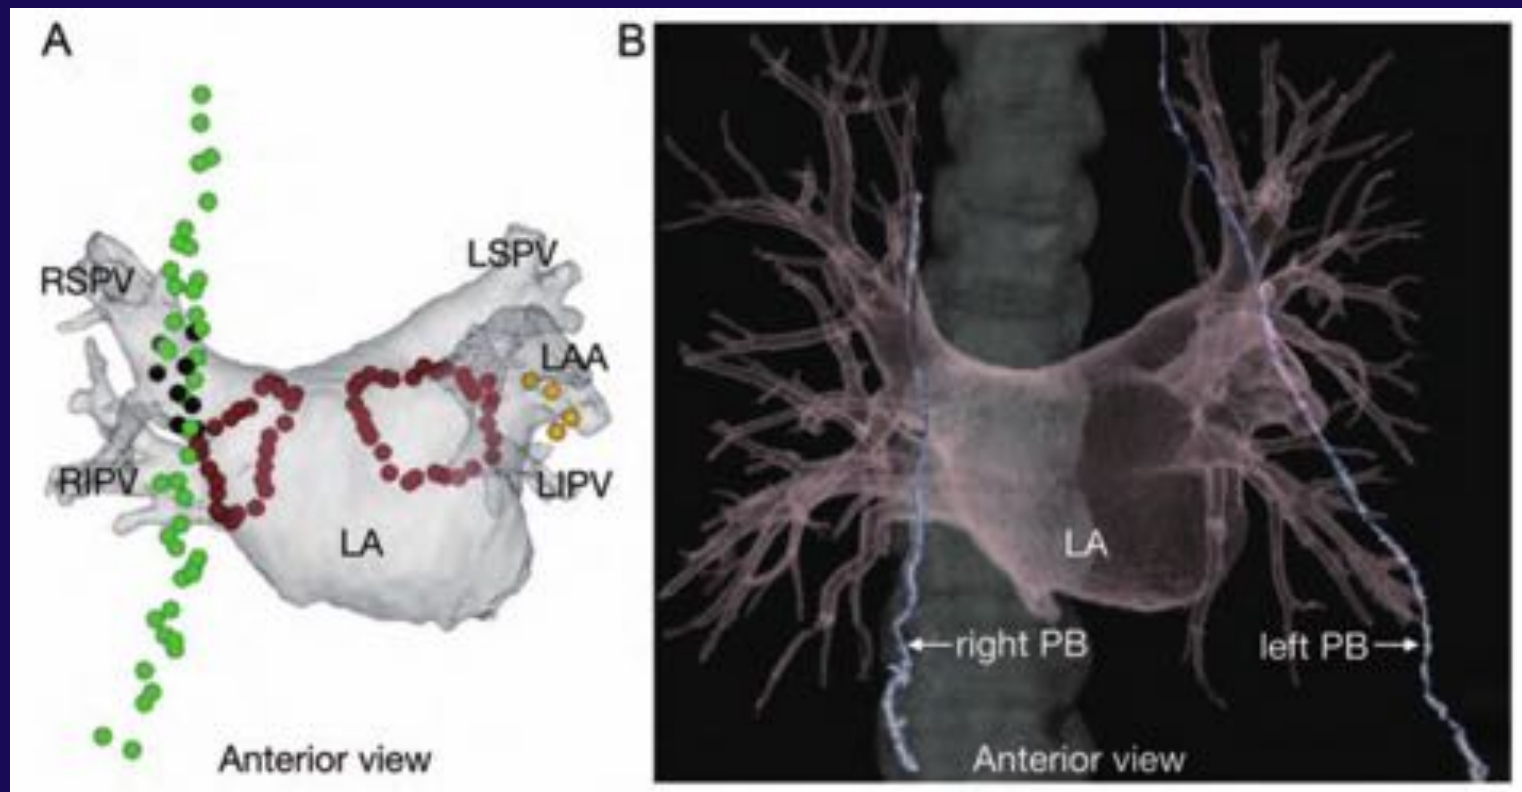 A
B
RSPV
LSPV
LAA
RIPV
LIPV
LA
Anterior view
LA
right PB
left PB
Anterior view